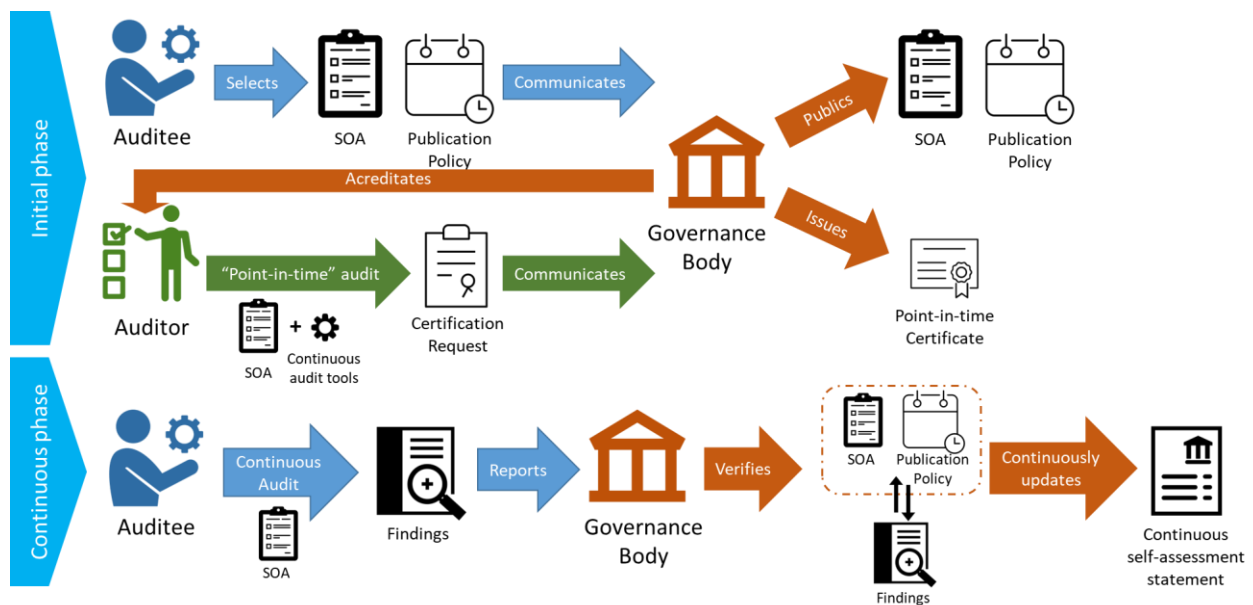 Initial phase
Auditee
Selects
SOA
Publication
Policy
Communicates
Governance
Body
Publics
SOA
Publication
Policy
Acreditates
Issues
Point-in-time
Certificate
Auditor
“Point-in-time” audit
SOA
+
Continuous
audit tools
Certification
Request
Communicates
Continuous phase
Auditee
Continuous
Audit
SOA
Findings
Reports
Governance
Body
Verifies
SOA
Publication
Policy
Findings
Continuously
updates
Continuous
self-assessment
statement